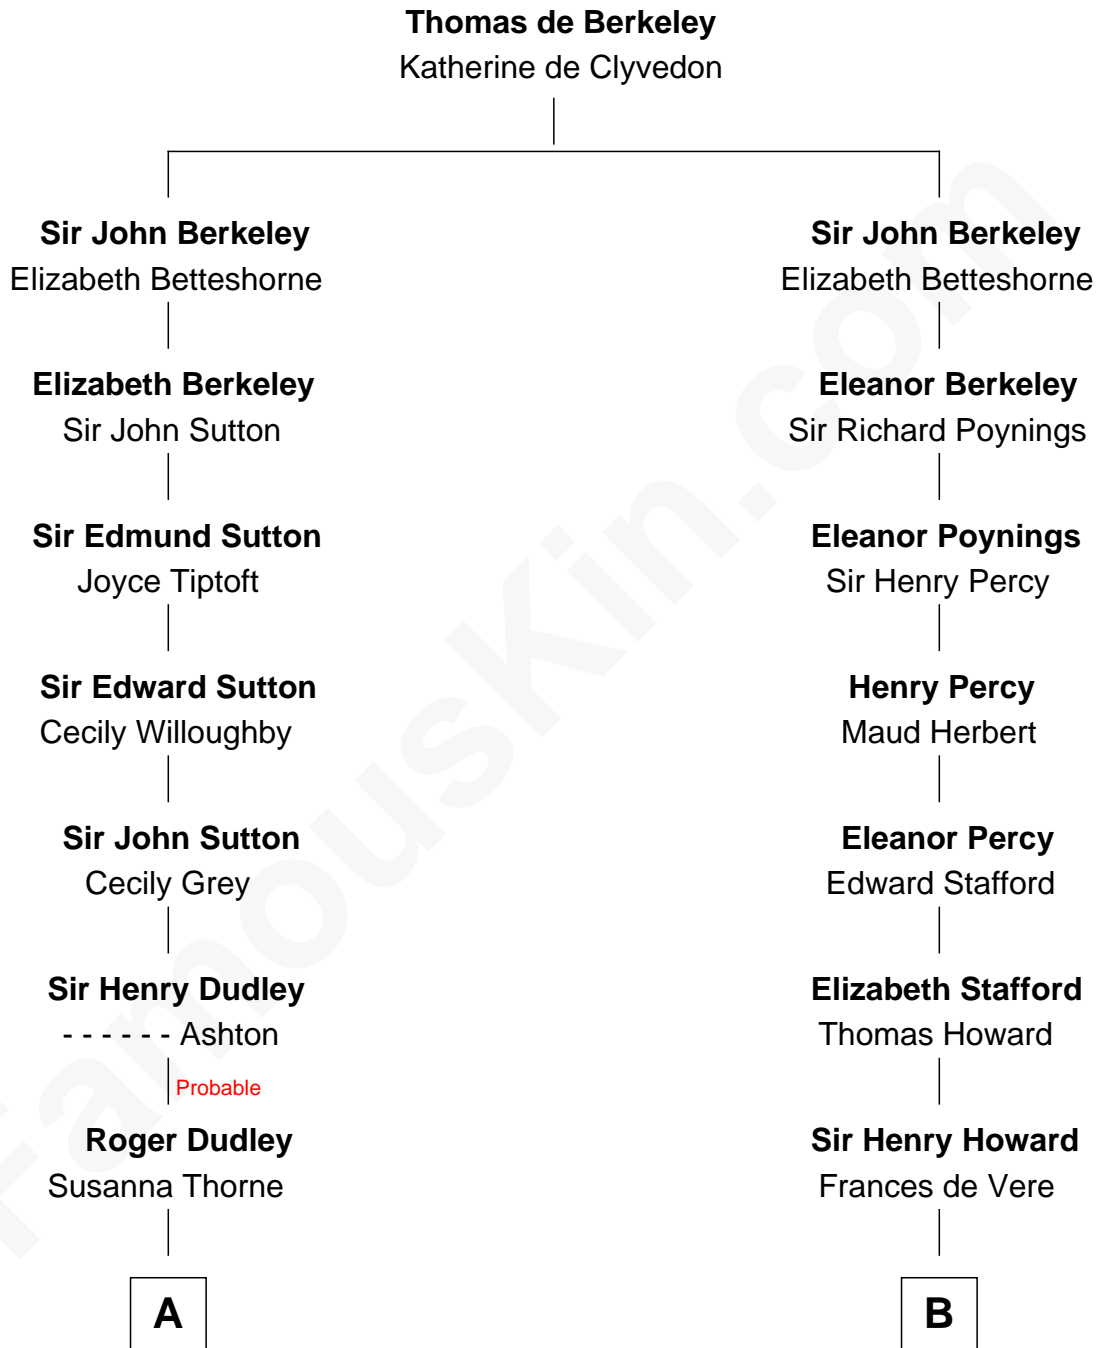 Thomas de Berkeley
Katherine de Clyvedon
Sir John Berkeley
Elizabeth Betteshorne
Sir John Berkeley
Elizabeth Betteshorne
Elizabeth Berkeley
Sir John Sutton
Eleanor Berkeley
Sir Richard Poynings
Sir Edmund Sutton
Joyce Tiptoft
Eleanor Poynings
Sir Henry Percy
Sir Edward Sutton
Cecily Willoughby
Henry Percy
Maud Herbert
Sir John Sutton
Cecily Grey
Eleanor Percy
Edward Stafford
Sir Henry Dudley
- - - - - - Ashton
Elizabeth Stafford
Thomas Howard
Probable
Roger Dudley
Susanna Thorne
Sir Henry Howard
Frances de Vere
A
B
FamousKin.com